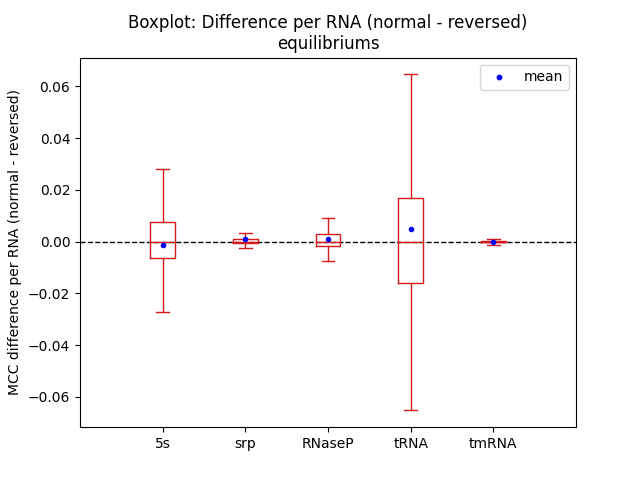 Boxplot: Difference per RNA (normal - reversed)
equilibriums
mean
MCC difference per RNA (normal - reversed)
0.06
0.04
0.02
0.00
−0.02
−0.04
−0.06
5s
srp
RNaseP
tRNA
tmRNA